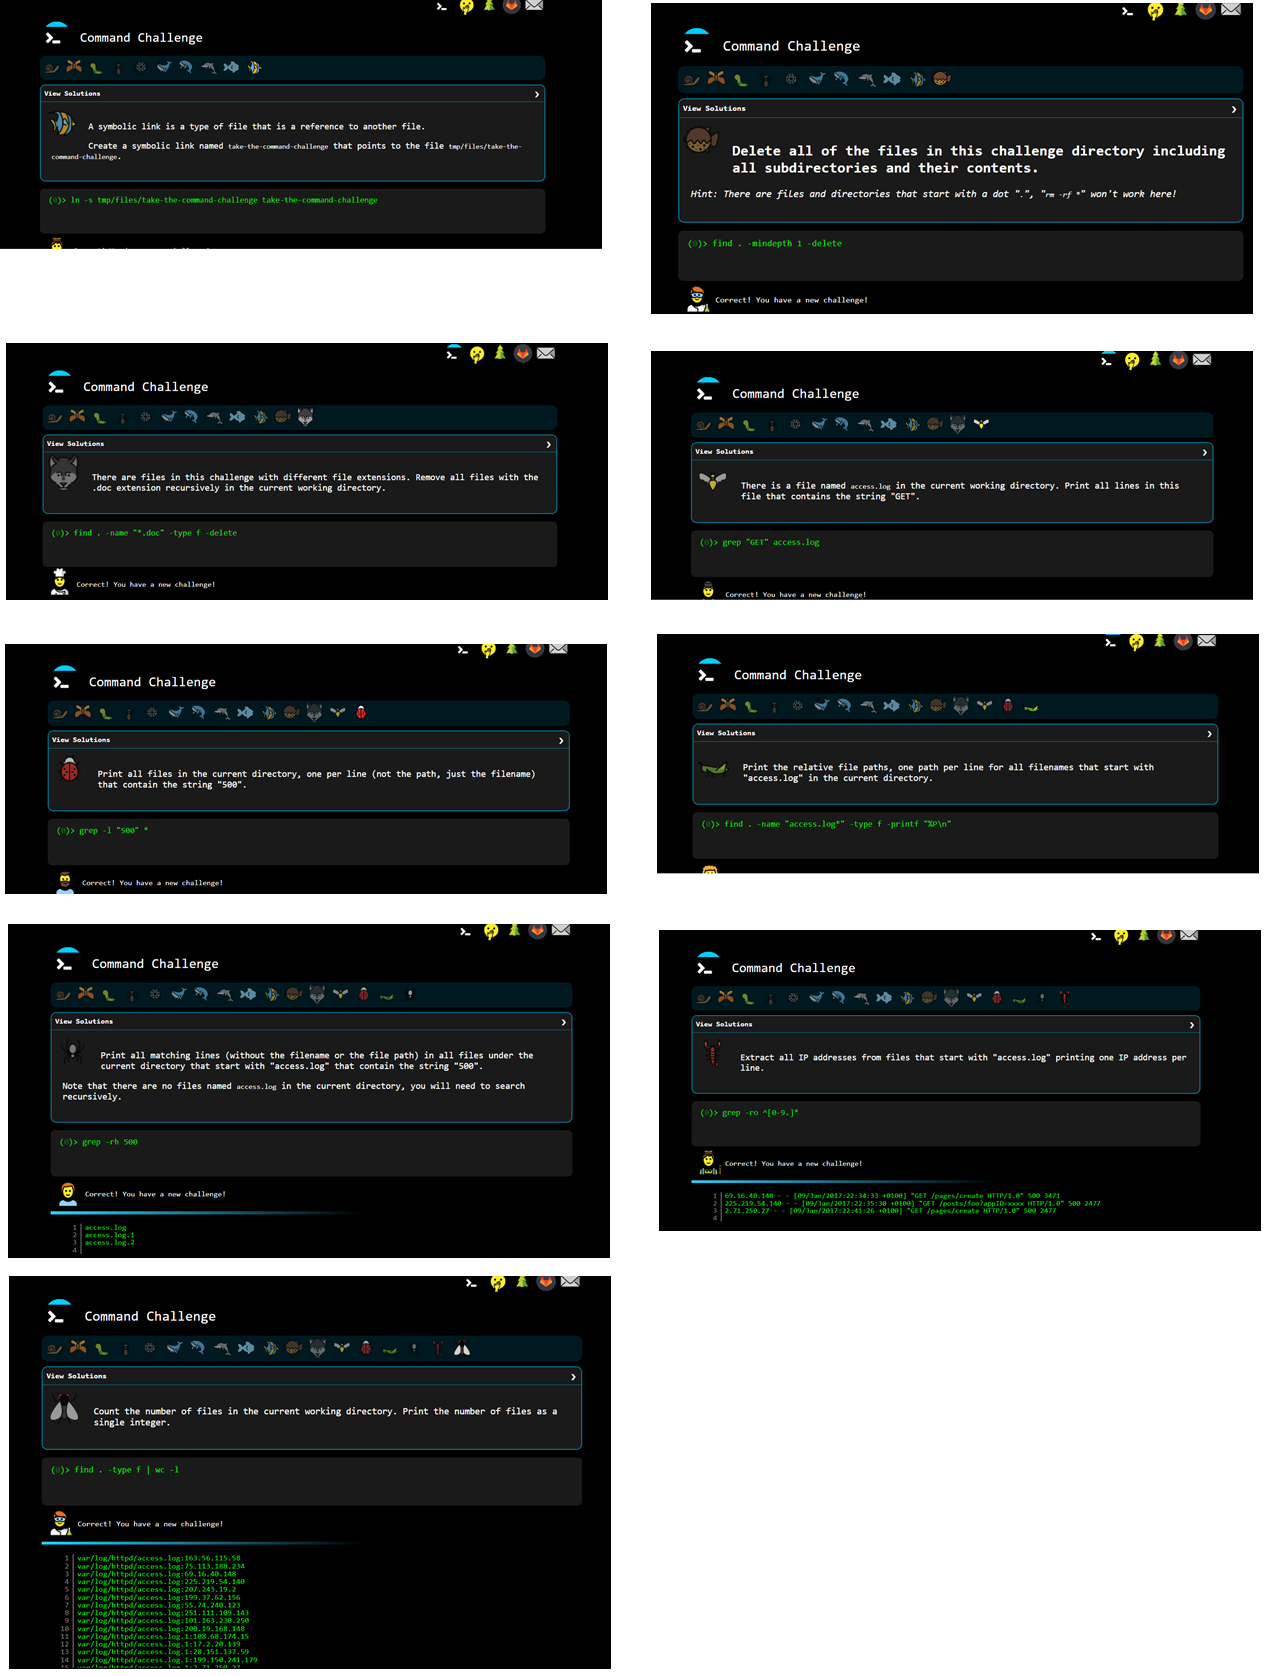 Command Challenge
View Solutions
A symbolic link is a type of file that is a reference to another file.
Create a symbolic link named take-the-command-challenge that points to the file tmp/files/take-the-
command-challenge.
(0)> ln -s tmp/files/take-the-command-challenge take-the-command-challenge
Command Challenge
View Solutions
Delete all of the files in this challenge directory including
all subdirectories and their contents.
Hint: There are files and directories that start with a dot ".", "rm -rf *" won't work here!
(0)> find . -mindepth 1 -delete
Correct! You have a new challenge!
Command Challenge
View Solutions
There are files in this challenge with different file extensions. Remove all files with the
.doc extension recursively in the current working directory.
(0)> find . -name "*.doc" -type f -delete
Correct! You have a new challenge!
Command Challenge
View Solutions
There is a file named access.log in the current working directory. Print all lines in this
file that contains the string "GET".
(0)> grep "GET" access.log
Correct! You have a new challenge!
Command Challenge
View Solutions
Print all files in the current directory, one per line (not the path, just the filename)
that contain the string "500".
(0)> grep -l "500" *
Correct! You have a new challenge!
Command Challenge
View Solutions
Print the relative file paths, one path per line for all filenames that start with
"access.log" in the current directory.
(0)> find . -name "access.log*" -type f -printf "%P\n"
Command Challenge
View Solutions
Print all matching lines (without the filename or the file path) in all files under the
current directory that start with "access.log" that contain the string "500".
Note that there are no files named access.log in the current directory, you will need to search
recursively.
(0)> grep -rh 500
Correct! You have a new challenge!
1 access.log
2 access.log.1
3 access.log.2
4
Command Challenge
View Solutions
Extract all IP addresses from files that start with "access.log" printing one IP address per
line.
(0)> grep -ro ^[0-9.]*
Correct! You have a new challenge!
1 69.16.40.148 - - [09/Jan/2017:22:34:33 +0100] "GET /pages/create HTTP/1.0" 500 3471
2 225.219.54.140 - - [09/Jan/2017:22:35:30 +0100] "GET /posts/foo?appID=xxxx HTTP/1.0" 500 2477
3 2.71.250.27 - - [09/Jan/2017:22:41:26 +0100] "GET /pages/create HTTP/1.0" 500 2477
4
Command Challenge
View Solutions
Count the number of files in the current working directory. Print the number of files as a
single integer.
(0)> find . -type f | wc -l
Correct! You have a new challenge!
1 var/log/httpd/access.log:163.56.115.58
2 var/log/httpd/access.log:75.113.188.234
3 var/log/httpd/access.log:69.16.40.148
4 var/log/httpd/access.log:225.219.54.140
5 var/log/httpd/access.log:207.243.19.2
6 var/log/httpd/access.log:199.37.62.156
7 var/log/httpd/access.log:55.74.240.123
8 var/log/httpd/access.log:251.111.109.143
9 var/log/httpd/access.log:101.163.230.250
10 var/log/httpd/access.log:200.19.168.148
11 var/log/httpd/access.log.1:108.68.174.15
12 var/log/httpd/access.log.1:17.2.20.139
13 var/log/httpd/access.log.1:28.151.137.59
14 var/log/httpd/access.log.1:199.150.241.179